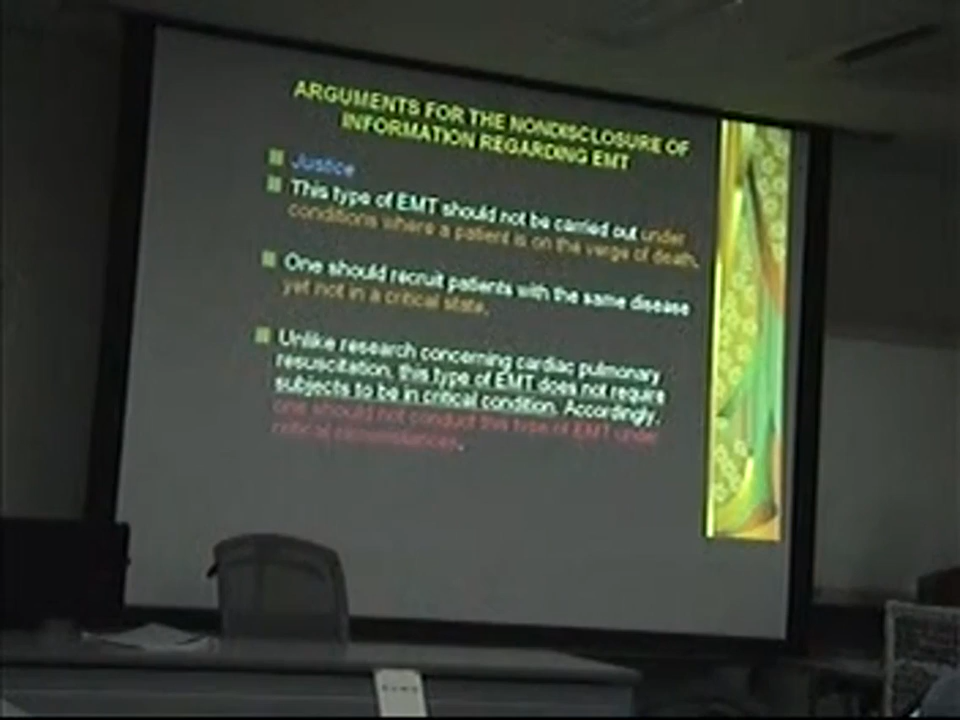 ARGUMENTS FOR THE NONDISCLOSURE OF
INFORMATION REGARDING EMT
Justice
This type of EMT should not be carried out under
conditions where a patient is on the verge of death.
One should recruit patients with the same disease
yet not in a critical state.
Unlike research concerning cardiac pulmonary
resuscitation, this type of EMT does not require
subjects to be in critical condition. Accordingly,
one should not conduct this type of EMT under
critical circumstances.